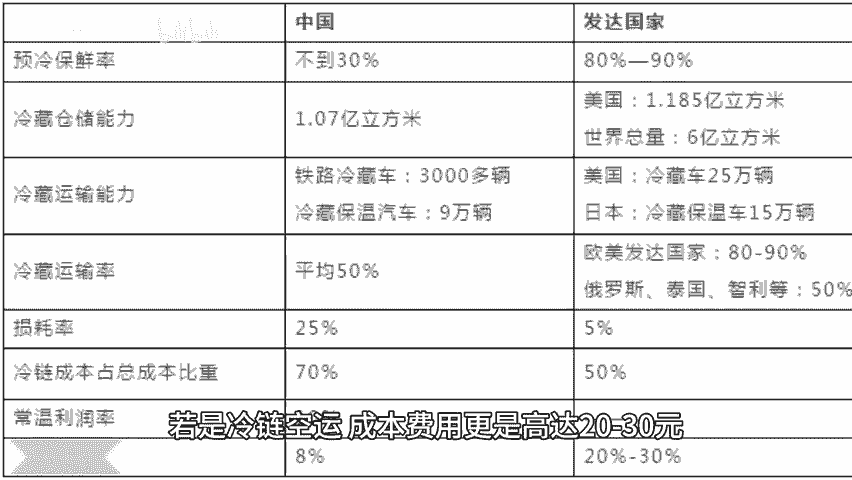 中国 发达国家
预冷保鲜率 不到30% 80%—90%
冷藏仓储能力 1.07亿立方米 美国：1.185亿立方米
世界总量：6亿立方米
冷藏运输能力 铁路冷藏车：3000多辆 美国：冷藏车25万辆
冷藏保温汽车：9万辆 日本：冷藏保温车15万辆
冷藏运输率 平均50% 欧美发达国家：80-90%
俄罗斯、泰国、智利等：50%
损耗率 25% 5%
冷链成本占总成本比重 70% 50%
常温利润率
若是冷链空运 成本费用更是高达20-30元
8% 20%-30%